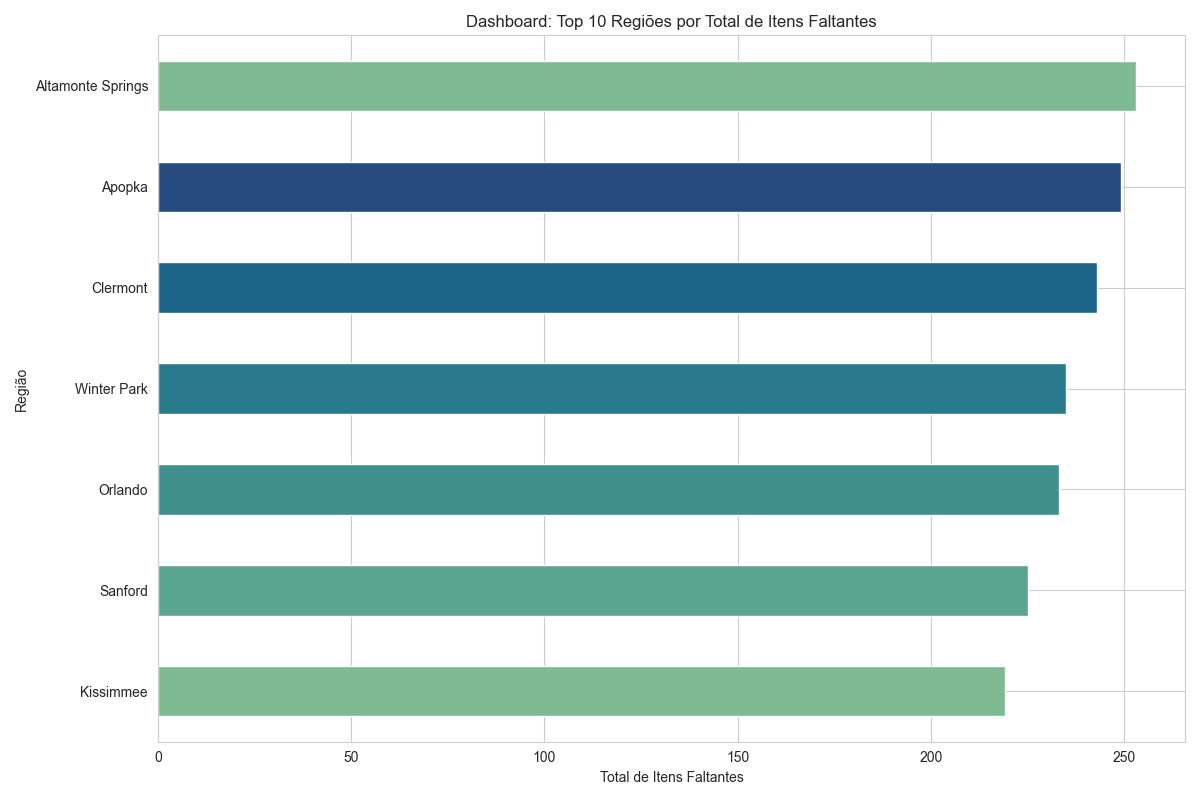 Dashboard: Top 10 Regiões por Total de Itens Faltantes
Altamonte Springs
Apopka
Clermont
Winter Park
Orlando
Sanford
Kissimmee
Região
0 50 100 150 200 250
Total de Itens Faltantes